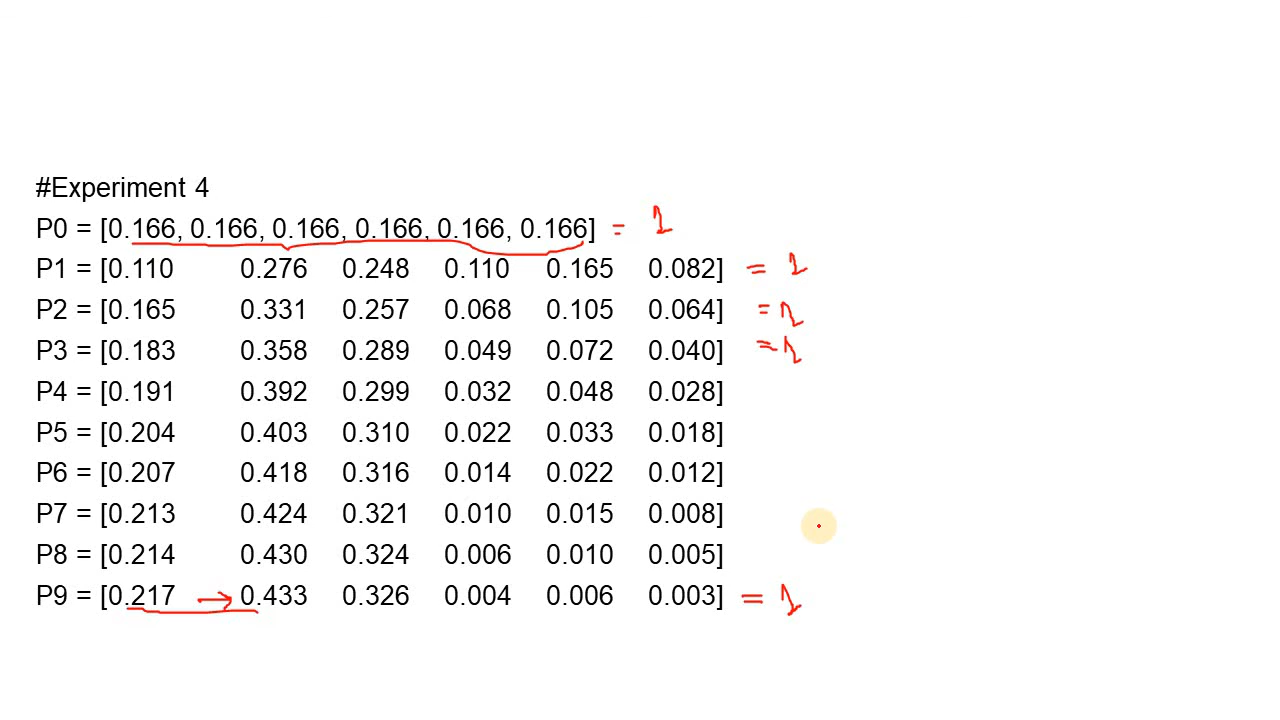 #Experiment 4
P0 = [0.166, 0.166, 0.166, 0.166, 0.166, 0.166] = 1
P1 = [0.110 0.276 0.248 0.110 0.165 0.082] = 1
P2 = [0.165 0.331 0.257 0.068 0.105 0.064] = 1
P3 = [0.183 0.358 0.289 0.049 0.072 0.040] = 1
P4 = [0.191 0.392 0.299 0.032 0.048 0.028]
P5 = [0.204 0.403 0.310 0.022 0.033 0.018]
P6 = [0.207 0.418 0.316 0.014 0.022 0.012]
P7 = [0.213 0.424 0.321 0.010 0.015 0.008]
P8 = [0.214 0.430 0.324 0.006 0.010 0.005]
P9 = [0.217 → 0.433 0.326 0.004 0.006 0.003] = 1